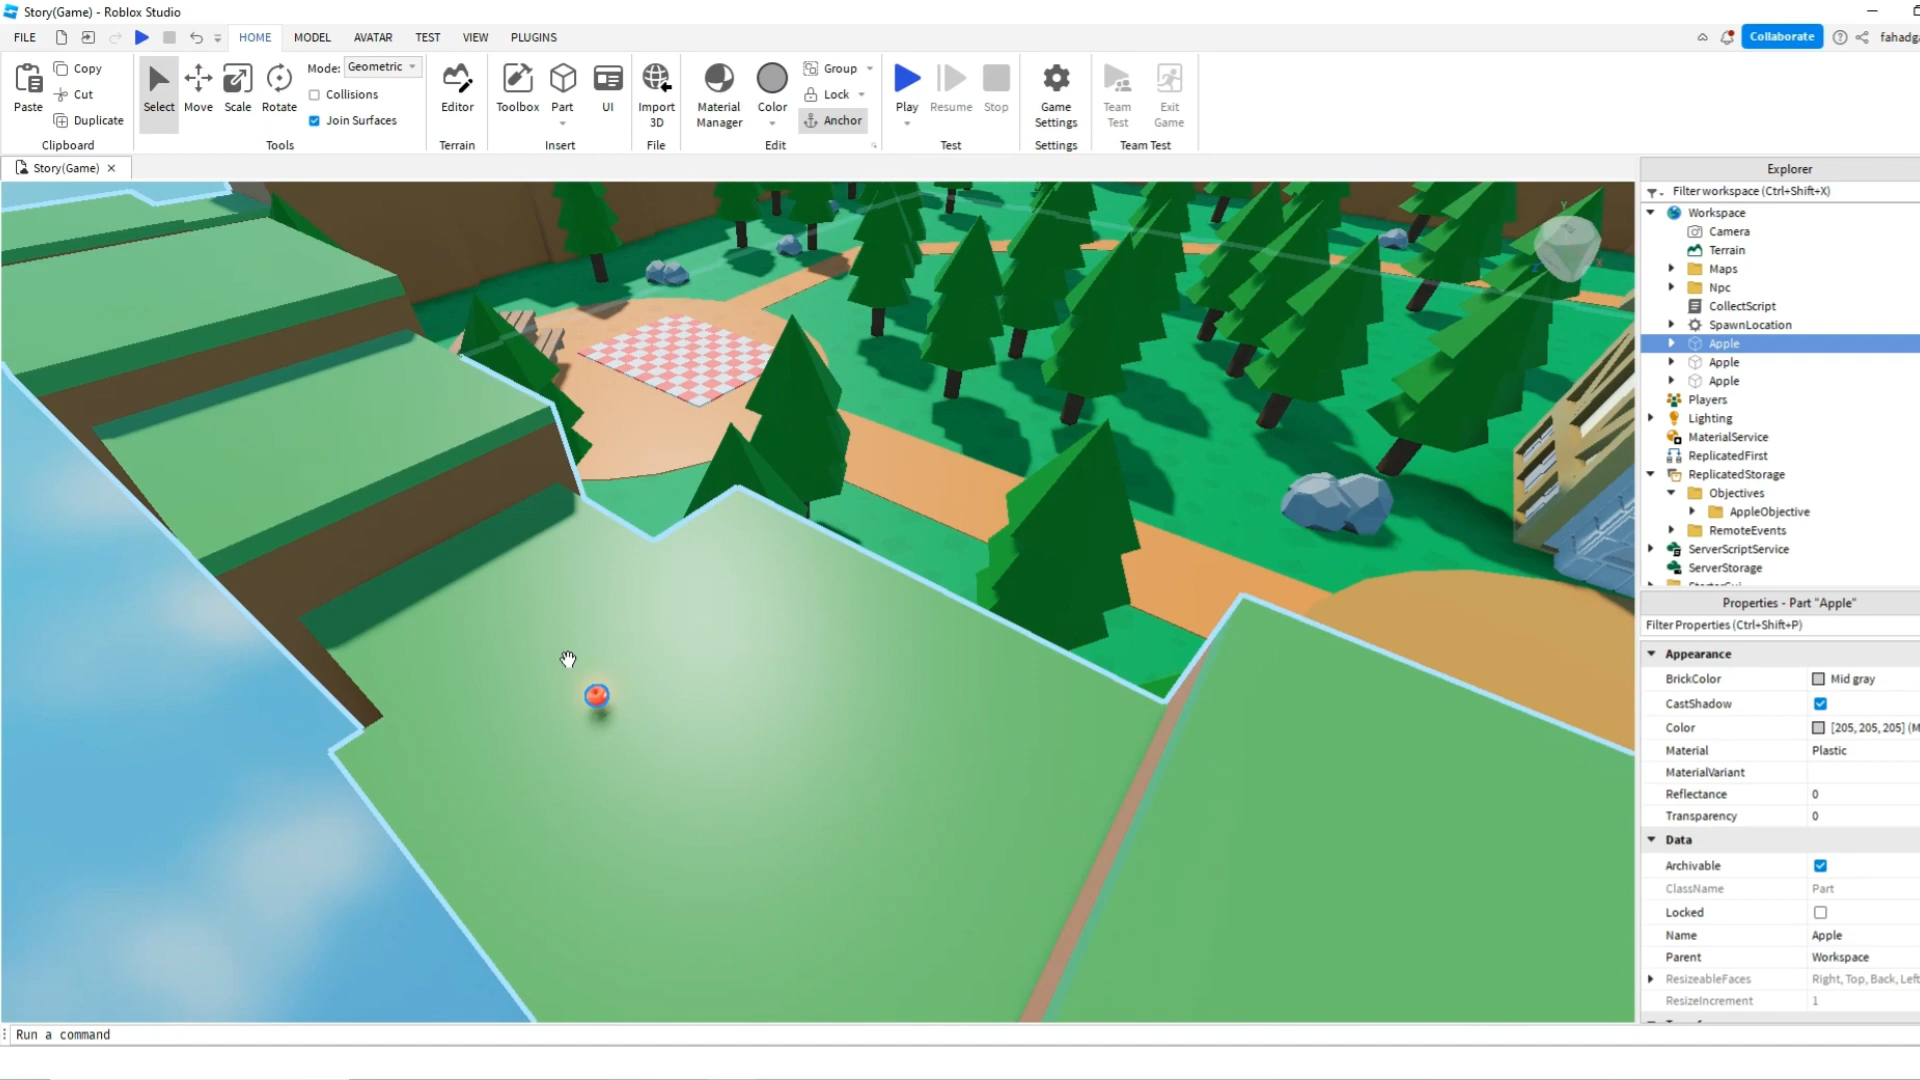 Story(Game) - Roblox Studio
FILE
HOME
MODEL
AVATAR
TEST
VIEW
PLUGINS
Collaborate
fahadga
Paste
Copy
Cut
Duplicate
Clipboard
Select
Move
Scale
Rotate
Mode:
Geometric
Collisions
Join Surfaces
Tools
Editor
Terrain
Toolbox
Part
UI
Insert
Import
3D
File
Material
Manager
Color
Group
Lock
Anchor
Edit
Play
Resume
Stop
Test
Game
Settings
Settings
Team
Test
Exit
Game
Team Test
Story(Game)
Explorer
Filter workspace (Ctrl+Shift+X)
Workspace
Camera
Terrain
Maps
Npc
CollectScript
SpawnLocation
Apple
Apple
Apple
Players
Lighting
MaterialService
ReplicatedFirst
ReplicatedStorage
Objectives
AppleObjective
RemoteEvents
ServerScriptService
ServerStorage
Properties - Part "Apple"
Filter Properties (Ctrl+Shift+P)
Appearance
BrickColor Mid gray
CastShadow
Color [205, 205, 205] (M
Material Plastic
MaterialVariant
Reflectance 0
Transparency 0
Data
Archivable
ClassName Part
Locked
Name Apple
Parent Workspace
ResizeableFaces Right, Top, Back, Left
ResizeIncrement 1
Run a command